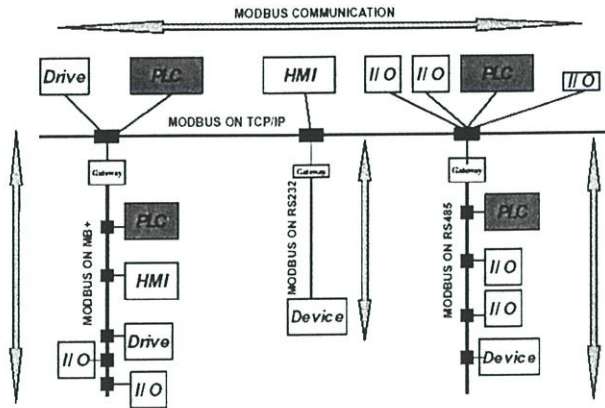 MODBUS COMMUNICATION
Drive
PLC
HMI
I/O
I/O
PLC
I/O
MODBUS ON TCP/IP
Gateway
Gateway
Gateway
MODBUS ON MB+
PLC
HMI
Drive
I/O
I/O
MODBUS ON RS232
Device
MODBUS ON RS485
PLC
I/O
I/O
Device